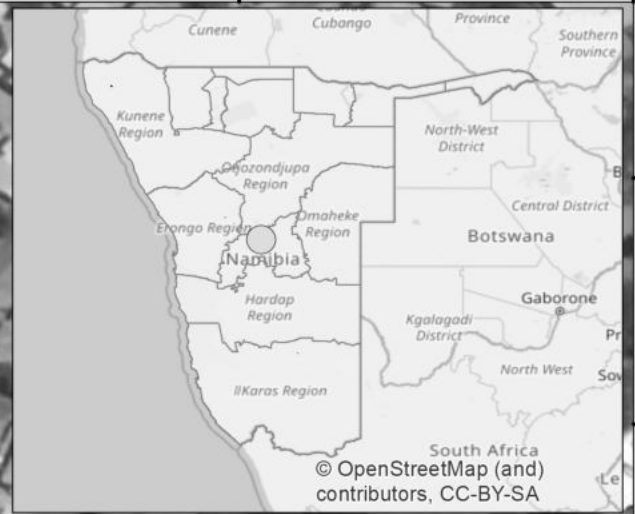 Cunene
Cubango
Province
Southern
Province
Kunene
Region
North-West
District
Otjozondjupa
Region
Central District
Erongo Region
Omaheke
Region
Botswana
Namibia
Hardap
Region
Gaborone
Kgalagadi
District
North West
ǁKaras Region
South Africa
© OpenStreetMap (and)
contributors, CC-BY-SA